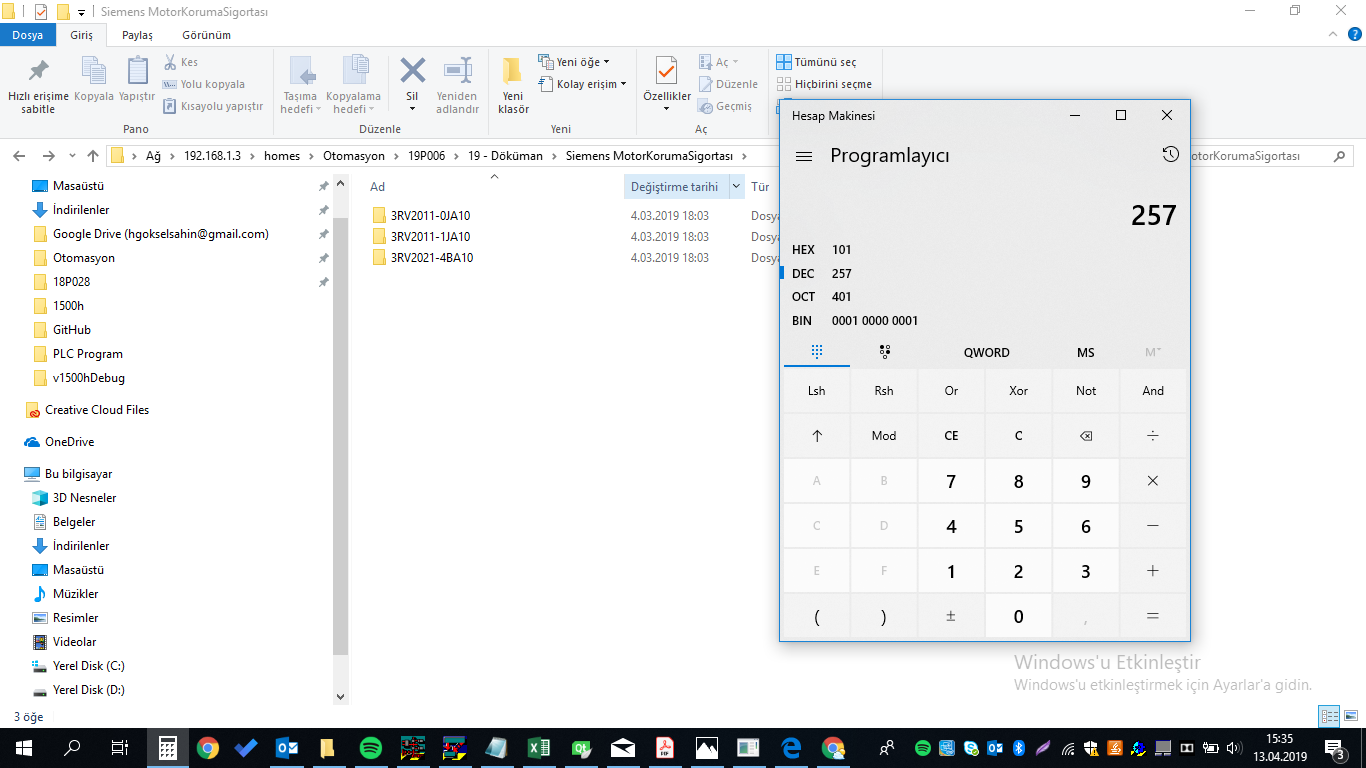 Siemens MotorKorumaSigortası
Dosya Giriş Paylaş Görünüm
Hızlı erişime sabitle
Kopyala
Yapıştır
Kes
Yolu kopyala
Kısayolu yapıştır
Pano
Taşıma hedefi
Kopyalama hedefi
Sil
Yeniden adlandır
Düzenle
Yeni klasör
Yeni öğe
Kolay erişim
Yeni
Özellikler
Aç
Düzenle
Geçmiş
Aç
Tümünü seç
Hiçbirini seçme
Ağ 192.168.1.3 homes Otomasyon 19P006 19 - Döküman Siemens MotorKorumaSigortası
otorKorumaSigortası
Masaüstü
İndirilenler
Google Drive (hgokselsahin@gmail.com)
Otomasyon
18P028
1500h
GitHub
PLC Program
v1500hDebug
Creative Cloud Files
OneDrive
Bu bilgisayar
3D Nesneler
Belgeler
İndirilenler
Masaüstü
Müzikler
Resimler
Videolar
Yerel Disk (C:)
Yerel Disk (D:)
Ad Değiştirme tarihi Tür
3RV2011-0JA10 4.03.2019 18:03 Dosya
3RV2011-1JA10 4.03.2019 18:03 Dosya
3RV2021-4BA10 4.03.2019 18:03 Dosya
Hesap Makinesi
Programlayıcı
257
HEX 101
DEC 257
OCT 401
BIN 0001 0000 0001
QWORD MS M
Lsh Rsh Or Xor Not And
↑ Mod CE C ⌫ ÷
A B 7 8 9 ×
C D 4 5 6 −
E F 1 2 3 +
( ) ± 0 , =
Windows'u Etkinleştir
Windows'u etkinleştirmek için Ayarlar'a gidin.
3 öğe
15:35
13.04.2019
3